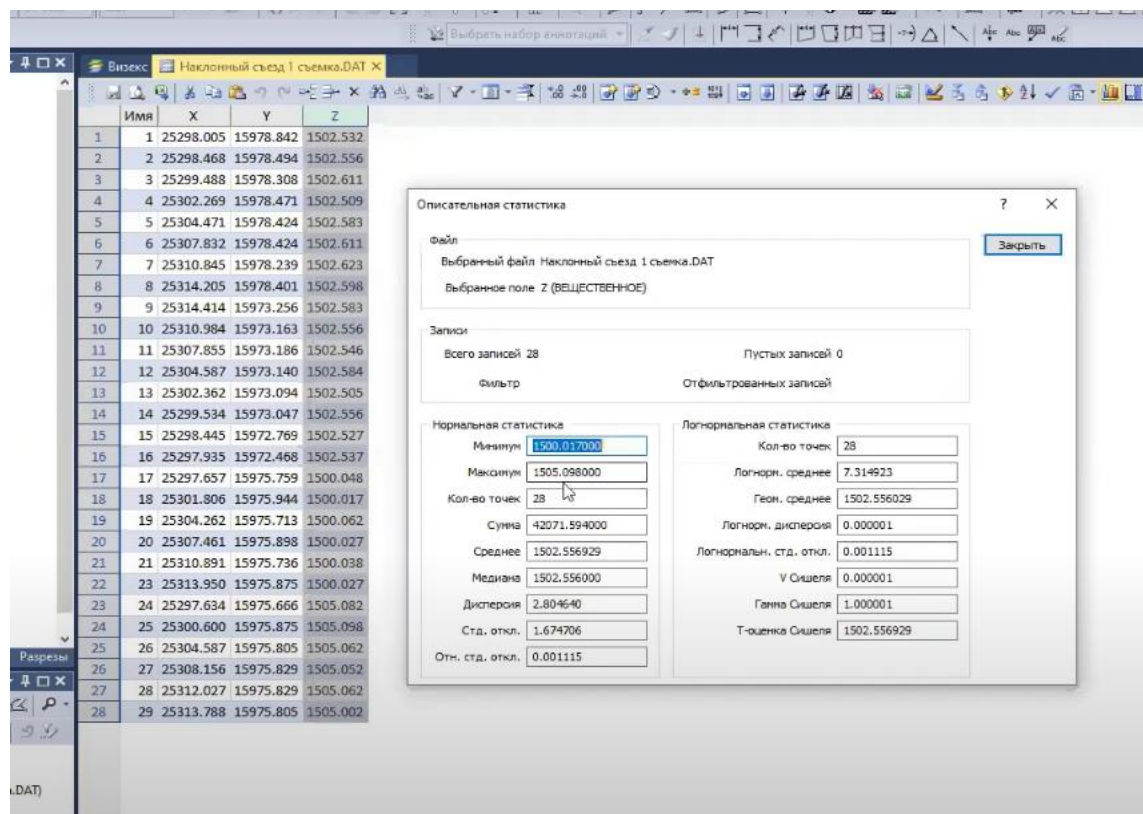 Выбрать набор аннотаций
Визекс
Наклонный съезд 1 съемка.DAT
Имя X Y Z
1 1 25298.005 15978.842 1502.532
2 2 25298.468 15978.494 1502.556
3 3 25299.488 15978.308 1502.611
4 4 25302.269 15978.471 1502.509
5 5 25304.471 15978.424 1502.583
6 6 25307.832 15978.424 1502.611
7 7 25310.845 15978.239 1502.623
8 8 25314.205 15978.401 1502.598
9 9 25314.414 15973.256 1502.583
10 10 25310.984 15973.163 1502.556
11 11 25307.855 15973.186 1502.546
12 12 25304.587 15973.140 1502.584
13 13 25302.362 15973.094 1502.505
14 14 25299.534 15973.047 1502.556
15 15 25298.445 15972.769 1502.527
16 16 25297.935 15972.468 1502.537
17 17 25297.657 15975.759 1500.048
18 18 25301.806 15975.944 1500.017
19 19 25304.262 15975.713 1500.062
20 20 25307.461 15975.898 1500.027
21 21 25310.891 15975.736 1500.038
22 23 25313.950 15975.875 1500.027
23 24 25297.634 15975.666 1505.082
24 25 25300.600 15975.875 1505.098
25 26 25304.587 15975.805 1505.062
26 27 25308.156 15975.829 1505.052
27 28 25312.027 15975.829 1505.062
28 29 25313.788 15975.805 1505.002
Разрезы
.DAT)
Описательная статистика
?
Закрыть
Файл
Выбранный файл Наклонный съезд 1 съемка.DAT
Выбранное поле Z (ВЕЩЕСТВЕННОЕ)
Записи
Всего записей 28 Пустых записей 0
Фильтр Отфильтрованных записей
Нормальная статистика
Минимум 1500.017000
Максимум 1505.098000
Кол-во точек 28
Сумма 42071.594000
Среднее 1502.556929
Медиана 1502.556000
Дисперсия 2.804640
Стд. откл. 1.674706
Отн. стд. откл. 0.001115
Логнормальная статистика
Кол-во точек 28
Логнорм. среднее 7.314923
Геом. среднее 1502.556029
Логнорм. дисперсия 0.000001
Логнормальн. стд. откл. 0.001115
V Сишеля 0.000001
Гамма Сишеля 1.000001
Т-оценка Сишеля 1502.556929